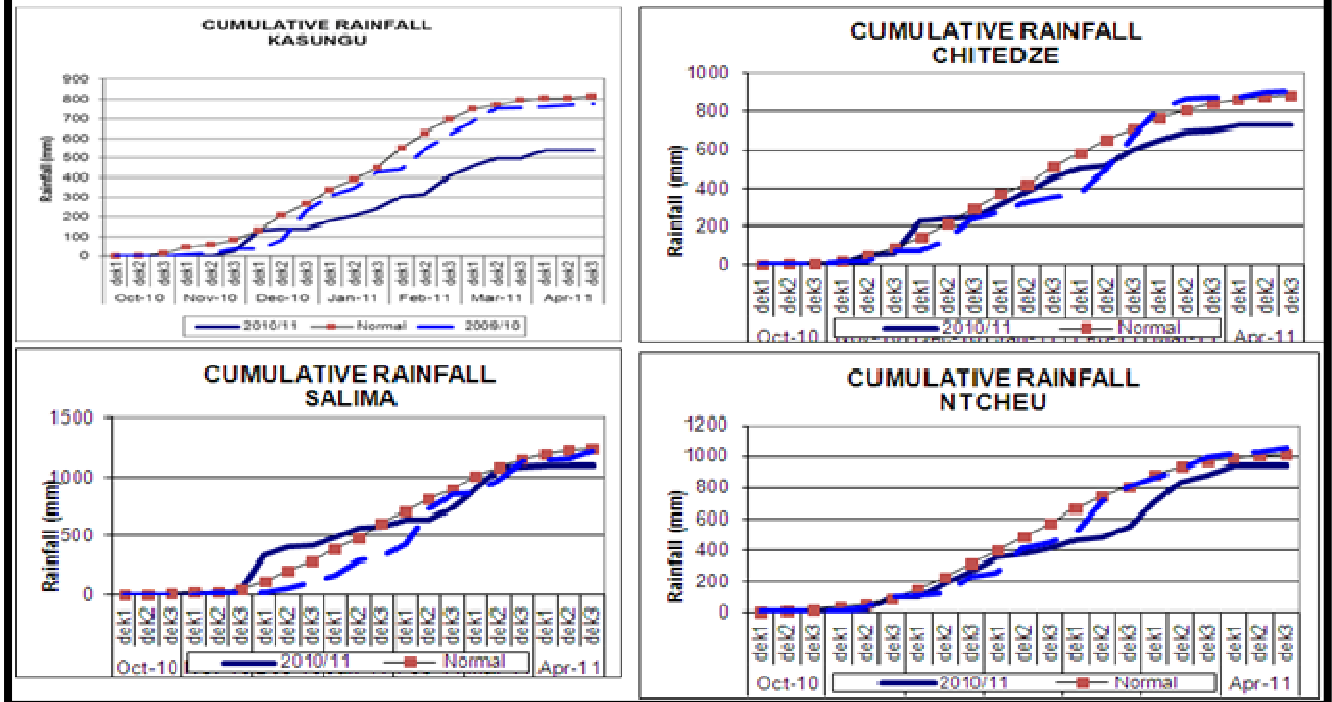 CUMULATIVE RAINFALL
KASUNGU
900
800
700
600
500
400
300
200
100
0
Rainfall (mm)
dek1 dek2 dek3 dek1 dek2 dek3 dek1 dek2 dek3 dek1 dek2 dek3 dek1 dek2 dek3 dek1 dek2 dek3 dek1 dek2 dek3
Oct-10 Nov-10 Dec-10 Jan-11 Feb-11 Mar-11 Apr-11
2010/11 Normal 2009/10
CUMULATIVE RAINFALL
CHITEDZE
1000
800
600
400
200
0
Rainfall (mm)
dek1 dek2 dek3 dek1 dek2 dek3 dek1 dek2 dek3 dek1 dek2 dek3 dek1 dek2 dek3 dek1 dek2 dek3 dek1 dek2 dek3
Oct-10 Apr-11
2010/11 Normal
CUMULATIVE RAINFALL
SALIMA
1500
1000
500
0
Rainfall (mm)
dek1 dek2 dek3 dek1 dek2 dek3 dek1 dek2 dek3 dek1 dek2 dek3 dek1 dek2 dek3 dek1 dek2 dek3 dek1 dek2 dek3
Oct-10 Apr-11
2010/11 Normal
CUMULATIVE RAINFALL
NTCHEU
1200
1000
800
600
400
200
0
Rainfall (mm)
dek1 dek2 dek3 dek1 dek2 dek3 dek1 dek2 dek3 dek1 dek2 dek3 dek1 dek2 dek3 dek1 dek2 dek3 dek1 dek2 dek3
Oct-10 Apr-11
2010/11 Normal